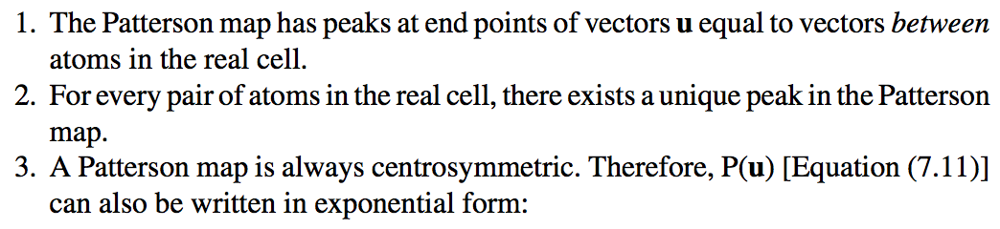 1. The Patterson map has peaks at end points of vectors u equal to vectors between
atoms in the real cell.
2. For every pair of atoms in the real cell, there exists a unique peak in the Patterson
map.
3. A Patterson map is always centrosymmetric. Therefore, P(u) [Equation (7.11)]
can also be written in exponential form: